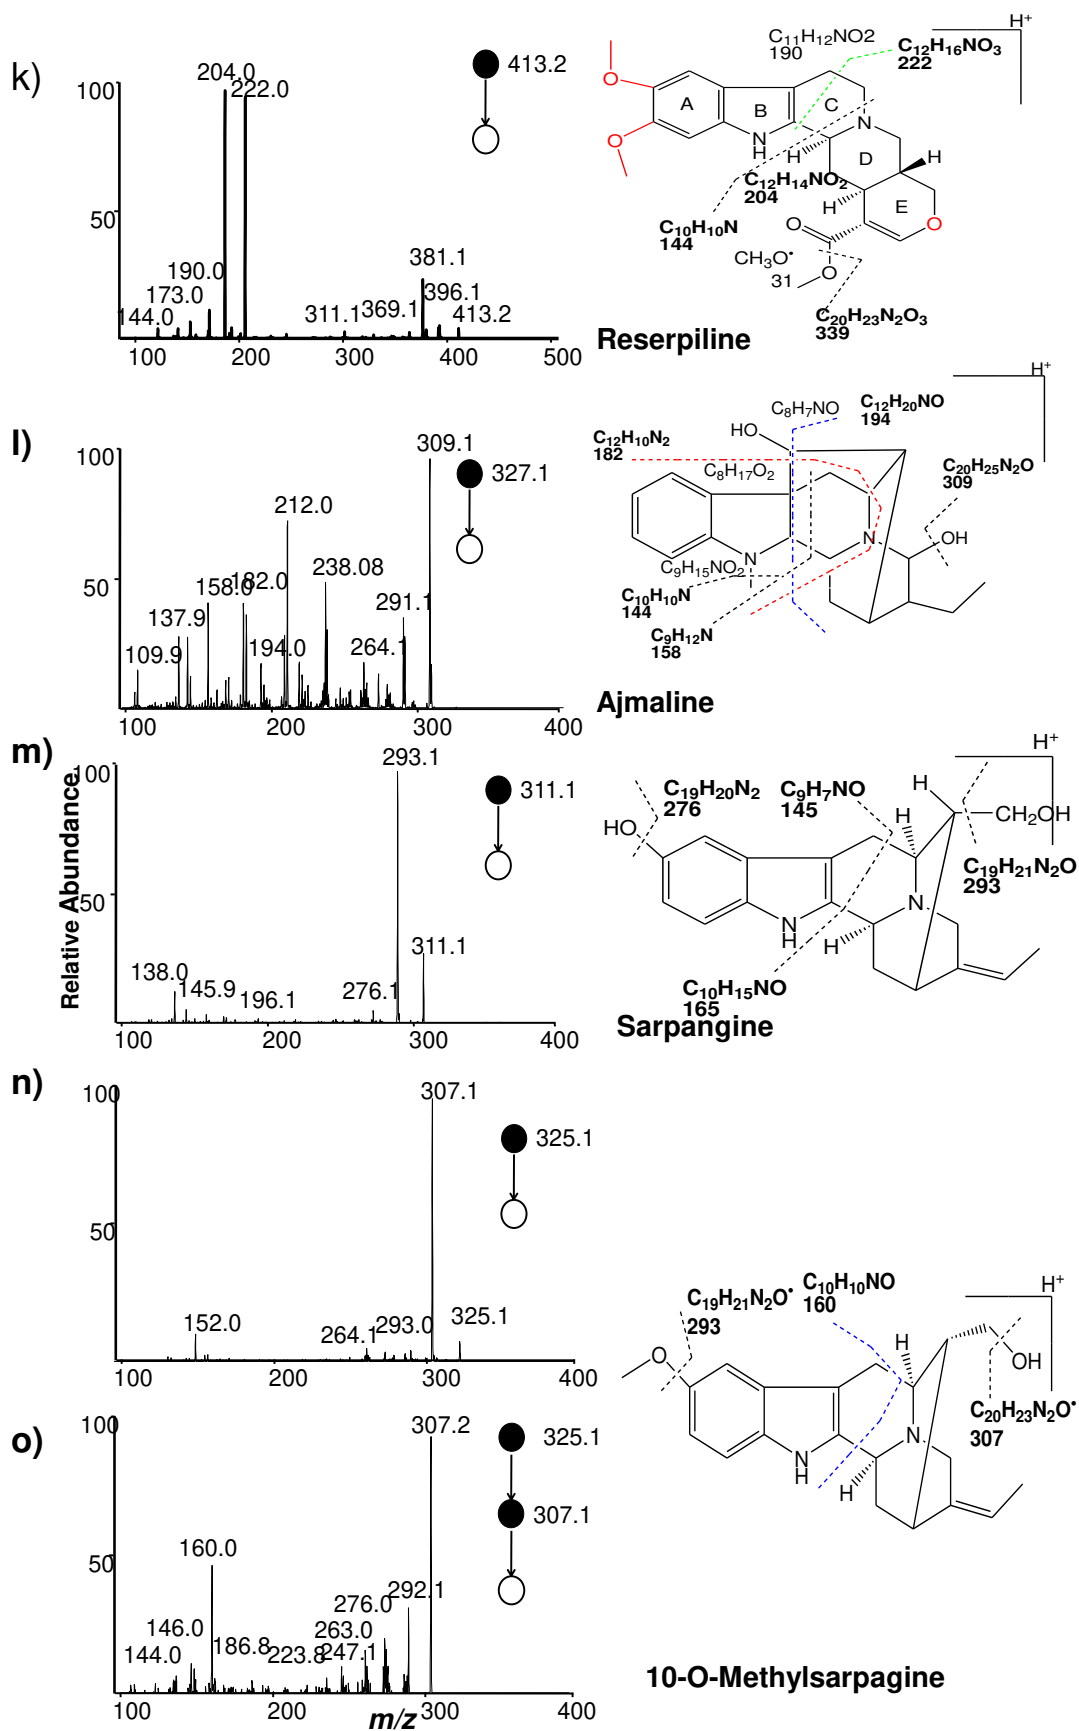 k)
100
50
204.0
222.0
190.0
173.0
144.0
311.1
369.1
381.1
396.1
413.2
100
200
300
400
500
413.2
C11H12NO2
190
C12H16NO3
222
H+
O
O
A
B
C
N
H
N
H
D
H
H
E
O
O
O
C12H14NO2
204
C10H10N
144
CH3O•
31
C20H23N2O3
339
Reserpiline
l)
100
50
309.1
212.0
158.0
182.0
238.08
137.9
109.9
194.0
291.1
264.1
100
200
300
400
327.1
H+
C8H7NO
C12H20NO
194
HO
C12H10N2
182
C8H17O2
C20H25N2O
309
N
N
OH
C9H15NO2
C10H10N
144
C9H12N
158
Ajmaline
m)
Relative Abundance
100
50
293.1
311.1
138.0
145.9
196.1
276.1
100
200
300
400
311.1
H+
C19H20N2
276
C9H7NO
145
H
H
HO
CH2OH
C19H21N2O
293
N
N
H
H
C10H15NO
165
Sarpangine
n)
100
50
307.1
152.0
264.1
293.0
325.1
100
200
300
400
325.1
o)
100
50
307.2
160.0
146.0
144.0
186.8
223.8
263.0
247.1
276.0
292.1
100
200
300
400
m/z
325.1
307.1
C19H21N2O•
293
C10H10NO
160
H+
O
H
OH
C20H23N2O•
307
N
N
H
H
10-O-Methylsarpagine